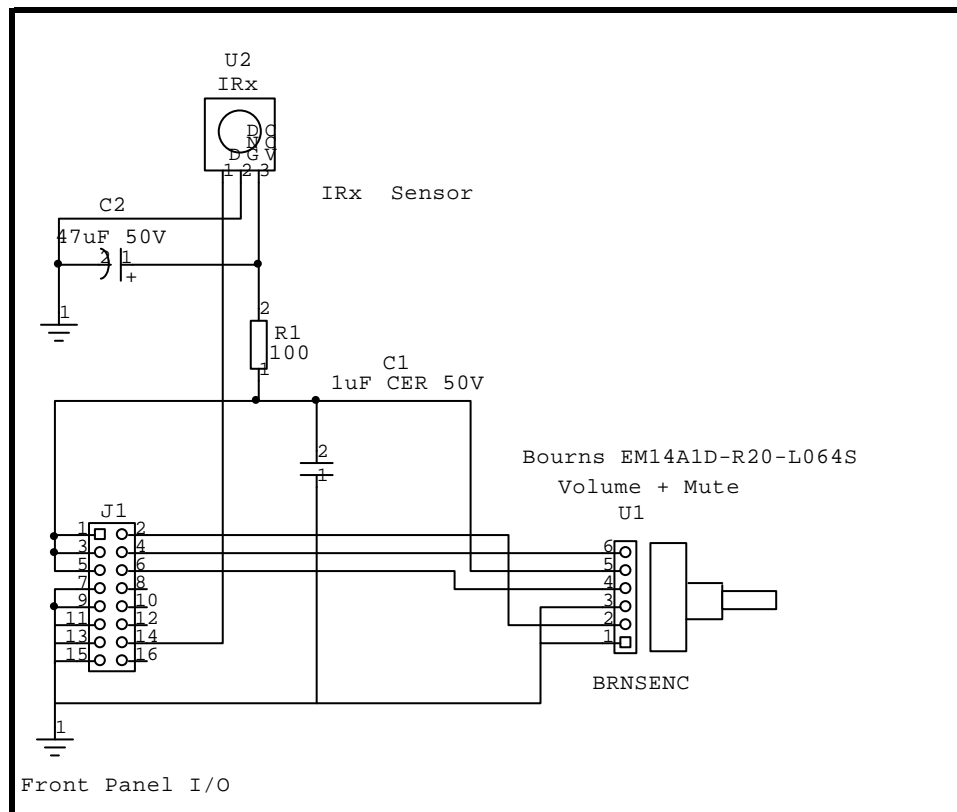 U2
IRx
D C
N C
D G V
1 2 3
IRx Sensor
C2
47uF 50V
2 1
+
1
2
R1
100
1
C1
1uF CER 50V
2
1
Bourns EM14A1D-R20-L064S
Volume + Mute
U1
J1
1 2
3 4
5 6
7 8
9 10
11 12
13 14
15 16
6
5
4
3
2
1
BRNSENC
1
Front Panel I/O